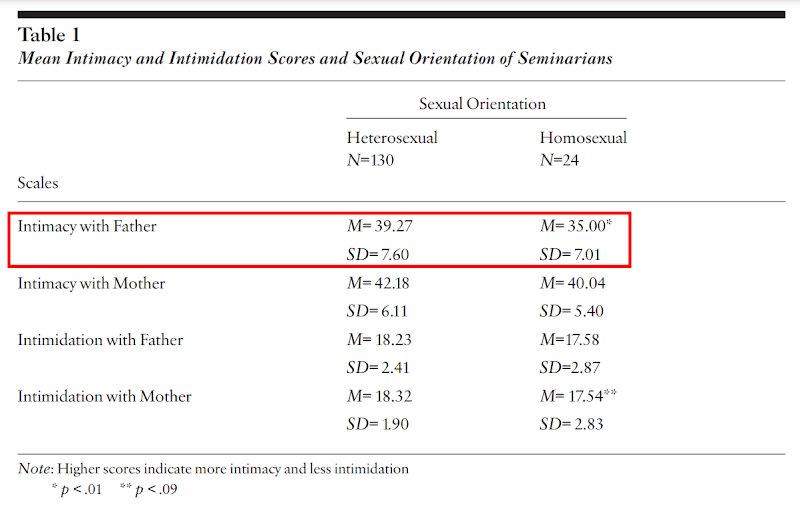 Table 1
Mean Intimacy and Intimidation Scores and Sexual Orientation of Seminarians
Sexual Orientation
Heterosexual Homosexual
N=130 N=24
Scales
Intimacy with Father M= 39.27 M= 35.00*
SD= 7.60 SD= 7.01
Intimacy with Mother M= 42.18 M= 40.04
SD= 6.11 SD= 5.40
Intimidation with Father M= 18.23 M=17.58
SD= 2.41 SD=2.87
Intimidation with Mother M= 18.32 M= 17.54**
SD= 1.90 SD= 2.83
Note: Higher scores indicate more intimacy and less intimidation
* p < .01 ** p < .09